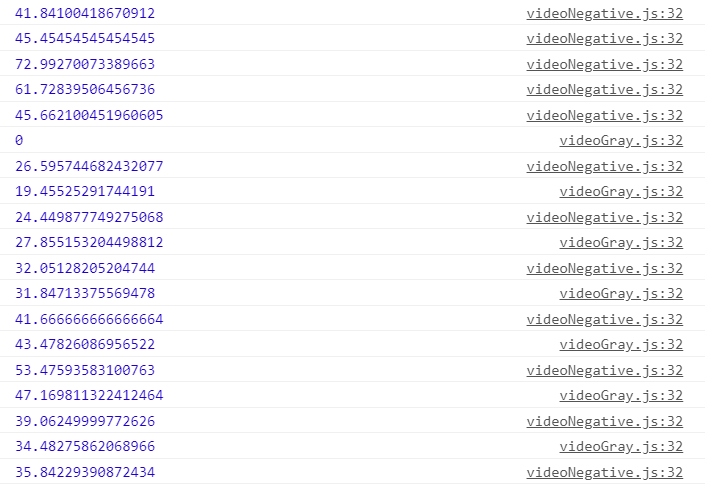 41.84100418670912 videoNegative.js:32
45.45454545454545 videoNegative.js:32
72.99270073389663 videoNegative.js:32
61.72839506456736 videoNegative.js:32
45.662100451960605 videoNegative.js:32
0 videoGray.js:32
26.595744682432077 videoNegative.js:32
19.45525291744191 videoGray.js:32
24.449877749275068 videoNegative.js:32
27.855153204498812 videoGray.js:32
32.05128205204744 videoNegative.js:32
31.84713375569478 videoGray.js:32
41.666666666666664 videoNegative.js:32
43.47826086956522 videoGray.js:32
53.47593583100763 videoNegative.js:32
47.169811322412464 videoGray.js:32
39.06249999772626 videoNegative.js:32
34.48275862068966 videoGray.js:32
35.84229390872434 videoNegative.js:32